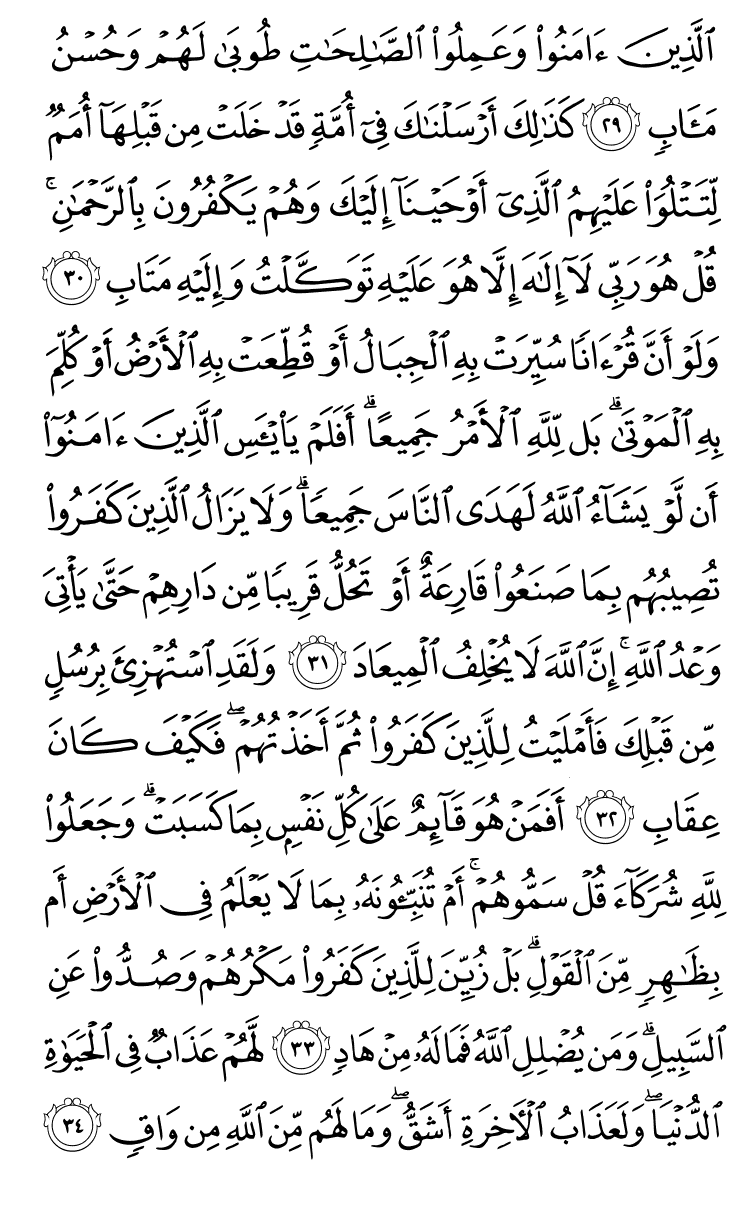 ٱلَّذِينَ ءَامَنُواْ وَعَمِلُواْ ٱلصَّٰلِحَٰتِ طُوبَىٰ لَهُمۡ وَحُسۡنُ
مَـَٔابٖ ٢٩ كَذَٰلِكَ أَرۡسَلۡنَٰكَ فِيٓ أُمَّةٖ قَدۡ خَلَتۡ مِن قَبۡلِهَآ أُمَمٞ
لِّتَتۡلُوَاْ عَلَيۡهِمُ ٱلَّذِيٓ أَوۡحَيۡنَآ إِلَيۡكَ وَهُمۡ يَكۡفُرُونَ بِٱلرَّحۡمَٰنِۚ
قُلۡ هُوَ رَبِّي لَآ إِلَٰهَ إِلَّا هُوَ عَلَيۡهِ تَوَكَّلۡتُ وَإِلَيۡهِ مَتَابِ ٣٠
وَلَوۡ أَنَّ قُرۡءَانٗا سُيِّرَتۡ بِهِ ٱلۡجِبَالُ أَوۡ قُطِّعَتۡ بِهِ ٱلۡأَرۡضُ أَوۡ كُلِّمَ
بِهِ ٱلۡمَوۡتَىٰۗ بَل لِّلَّهِ ٱلۡأَمۡرُ جَمِيعًاۗ أَفَلَمۡ يَاْيۡـَٔسِ ٱلَّذِينَ ءَامَنُوٓاْ
أَن لَّوۡ يَشَآءُ ٱللَّهُ لَهَدَى ٱلنَّاسَ جَمِيعٗاۗ وَلَا يَزَالُ ٱلَّذِينَ كَفَرُواْ
تُصِيبُهُم بِمَا صَنَعُواْ قَارِعَةٌ أَوۡ تَحُلُّ قَرِيبٗا مِّن دَارِهِمۡ حَتَّىٰ يَأۡتِيَ
وَعۡدُ ٱللَّهِۚ إِنَّ ٱللَّهَ لَا يُخۡلِفُ ٱلۡمِيعَادَ ٣١ وَلَقَدِ ٱسۡتُهۡزِئَ بِرُسُلٖ
مِّن قَبۡلِكَ فَأَمۡلَيۡتُ لِلَّذِينَ كَفَرُواْ ثُمَّ أَخَذۡتُهُمۡۖ فَكَيۡفَ كَانَ
عِقَابِ ٣٢ أَفَمَنۡ هُوَ قَآئِمٌ عَلَىٰ كُلِّ نَفۡسِۭ بِمَا كَسَبَتۡۗ وَجَعَلُواْ
لِلَّهِ شُرَكَآءَ قُلۡ سَمُّوهُمۡۚ أَمۡ تُنَبِّـُٔونَهُۥ بِمَا لَا يَعۡلَمُ فِي ٱلۡأَرۡضِ أَم
بِظَٰهِرٖ مِّنَ ٱلۡقَوۡلِۗ بَلۡ زُيِّنَ لِلَّذِينَ كَفَرُواْ مَكۡرُهُمۡ وَصُدُّواْ عَنِ
ٱلسَّبِيلِۗ وَمَن يُضۡلِلِ ٱللَّهُ فَمَا لَهُۥ مِنۡ هَادٖ ٣٣ لَّهُمۡ عَذَابٞ فِي ٱلۡحَيَوٰةِ
ٱلدُّنۡيَاۖ وَلَعَذَابُ ٱلۡأٓخِرَةِ أَشَقُّۖ وَمَا لَهُم مِّنَ ٱللَّهِ مِن وَاقٖ ٣٤